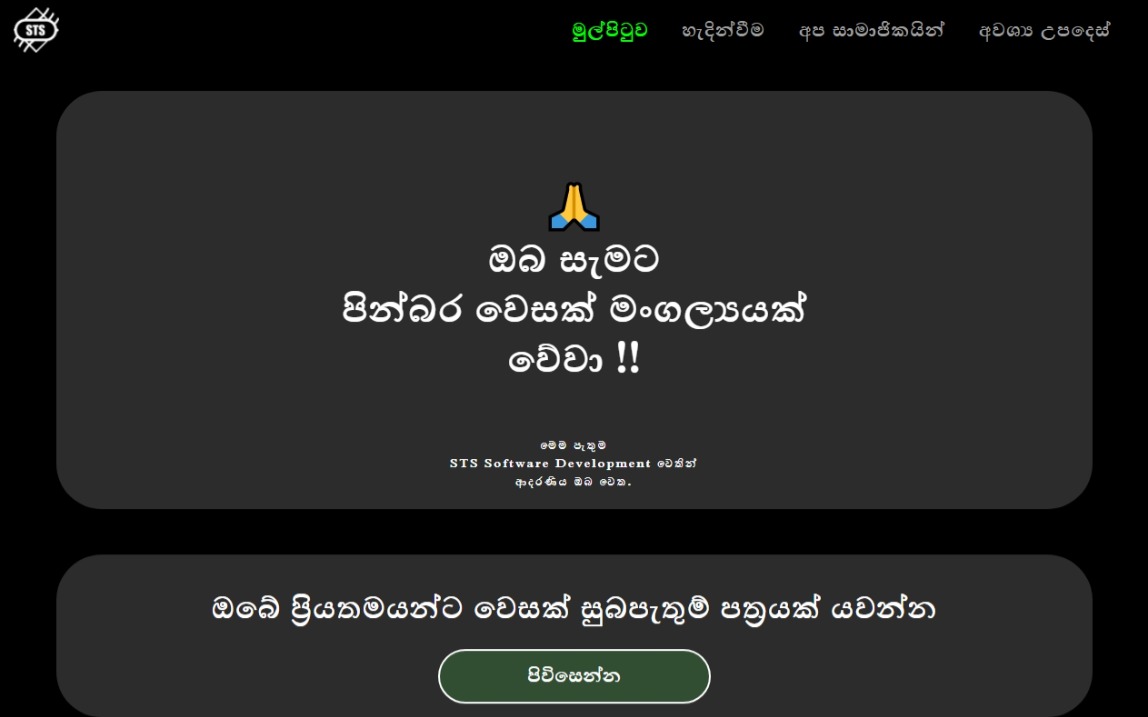 STS
මුල්පිටුව හැඳින්වීම අප සාමාජිකයින් අවශ්‍ය උපදෙස්
ඔබ සැමට
පින්බර වෙසක් මංගල්‍යයක්
වේවා !!
මෙම පැතුම
STS Software Development වෙතින්
ආදරණීය ඔබ වෙත.
ඔබේ ප්‍රියතමයන්ට වෙසක් සුබපැතුම් පත්‍රයක් යවන්න
පිවිසෙන්න